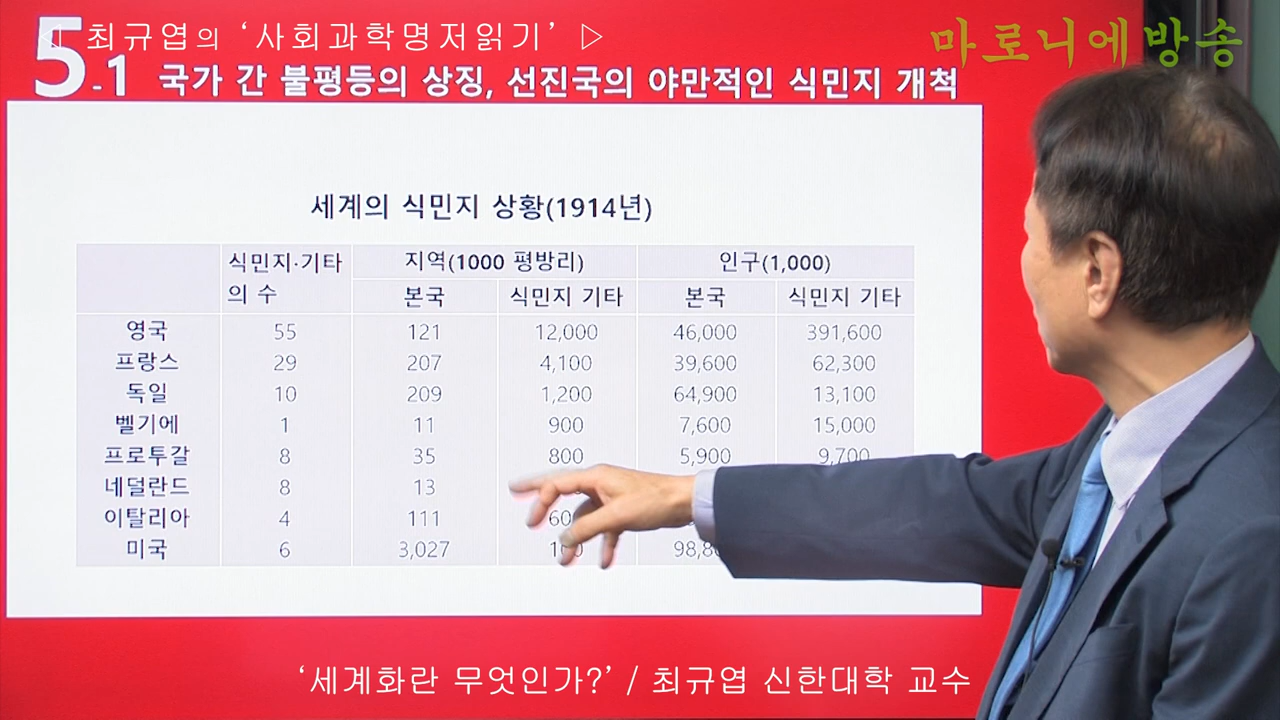 ◁ 최규엽의 ‘사회과학명저읽기’ ▷
마로니에방송
5-1 국가 간 불평등의 상징, 선진국의 야만적인 식민지 개척
세계의 식민지 상황(1914년)
식민지·기타의 수 지역(1000 평방리) 인구(1,000)
본국 식민지 기타 본국 식민지 기타
영국 55 121 12,000 46,000 391,600
프랑스 29 207 4,100 39,600 62,300
독일 10 209 1,200 64,900 13,100
벨기에 1 11 900 7,600 15,000
프로투갈 8 35 800 5,900 9,700
네덜란드 8 13
이탈리아 4 111
미국 6 3,027
‘세계화란 무엇인가?’ / 최규엽 신한대학 교수